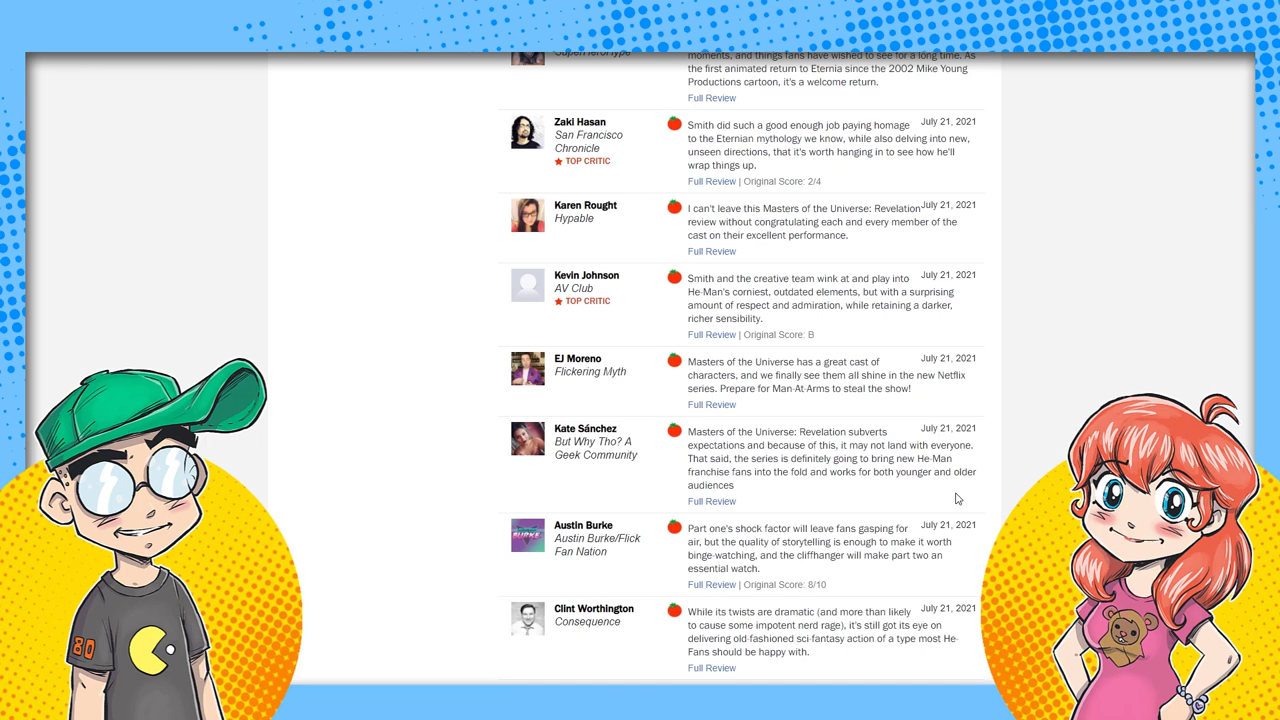 SuperHeroHype
moments, and things fans have wished to see for a long time. As
the first animated return to Eternia since the 2002 Mike Young
Productions cartoon, it's a welcome return.
Full Review
Zaki Hasan
San Francisco
Chronicle
TOP CRITIC
July 21, 2021
Smith did such a good enough job paying homage
to the Eternian mythology we know, while also delving into new,
unseen directions, that it's worth hanging in to see how he'll
wrap things up.
Full Review | Original Score: 2/4
Karen Rought
Hypable
July 21, 2021
I can't leave this Masters of the Universe: Revelation
review without congratulating each and every member of the
cast on their excellent performance.
Full Review
Kevin Johnson
AV Club
TOP CRITIC
July 21, 2021
Smith and the creative team wink at and play into
He-Man's corniest, outdated elements, but with a surprising
amount of respect and admiration, while retaining a darker,
richer sensibility.
Full Review | Original Score: B
EJ Moreno
Flickering Myth
July 21, 2021
Masters of the Universe has a great cast of
characters, and we finally see them all shine in the new Netflix
series. Prepare for Man-At-Arms to steal the show!
Full Review
Kate Sánchez
But Why Tho? A
Geek Community
July 21, 2021
Masters of the Universe: Revelation subverts
expectations and because of this, it may not land with everyone.
That said, the series is definitely going to bring new He-Man
franchise fans into the fold and works for both younger and older
audiences
Full Review
Austin Burke
Austin Burke/Flick
Fan Nation
July 21, 2021
Part one's shock factor will leave fans gasping for
air, but the quality of storytelling is enough to make it worth
binge-watching, and the cliffhanger will make part two an
essential watch.
Full Review | Original Score: 8/10
Clint Worthington
Consequence
July 21, 2021
While its twists are dramatic (and more than likely
to cause some impotent nerd rage), it's still got its eye on
delivering old-fashioned sci-fantasy action of a type most He-
Fans should be happy with.
Full Review
80
BURKE